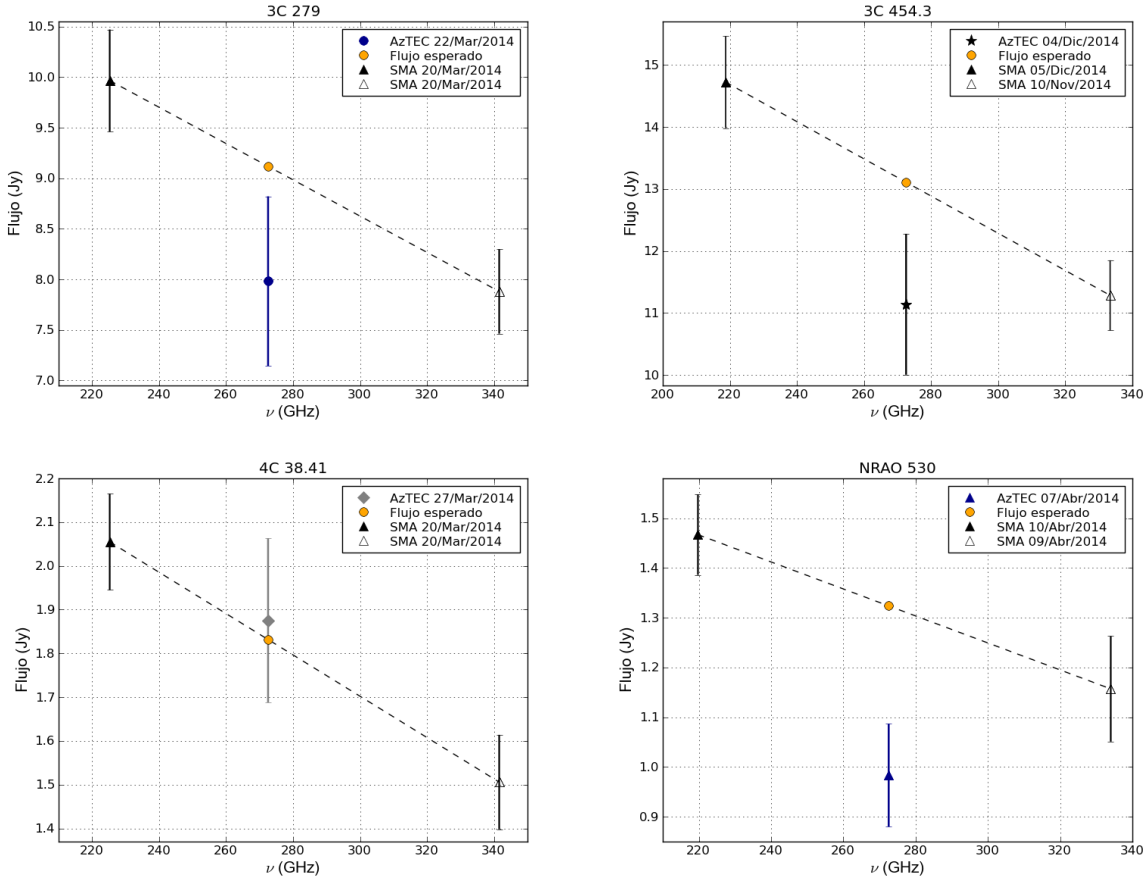 3C 279
10.5
10.0
9.5
9.0
8.5
8.0
7.5
7.0
Flujo (Jy)
220 240 260 280 300 320 340
ν (GHz)
AzTEC 22/Mar/2014
Flujo esperado
SMA 20/Mar/2014
SMA 20/Mar/2014
3C 454.3
15
14
13
12
11
10
Flujo (Jy)
200 220 240 260 280 300 320 340
ν (GHz)
AzTEC 04/Dic/2014
Flujo esperado
SMA 05/Dic/2014
SMA 10/Nov/2014
4C 38.41
2.2
2.1
2.0
1.9
1.8
1.7
1.6
1.5
1.4
Flujo (Jy)
220 240 260 280 300 320 340
ν (GHz)
AzTEC 27/Mar/2014
Flujo esperado
SMA 20/Mar/2014
SMA 20/Mar/2014
NRAO 530
1.5
1.4
1.3
1.2
1.1
1.0
0.9
Flujo (Jy)
220 240 260 280 300 320 340
ν (GHz)
AzTEC 07/Abr/2014
Flujo esperado
SMA 10/Abr/2014
SMA 09/Abr/2014